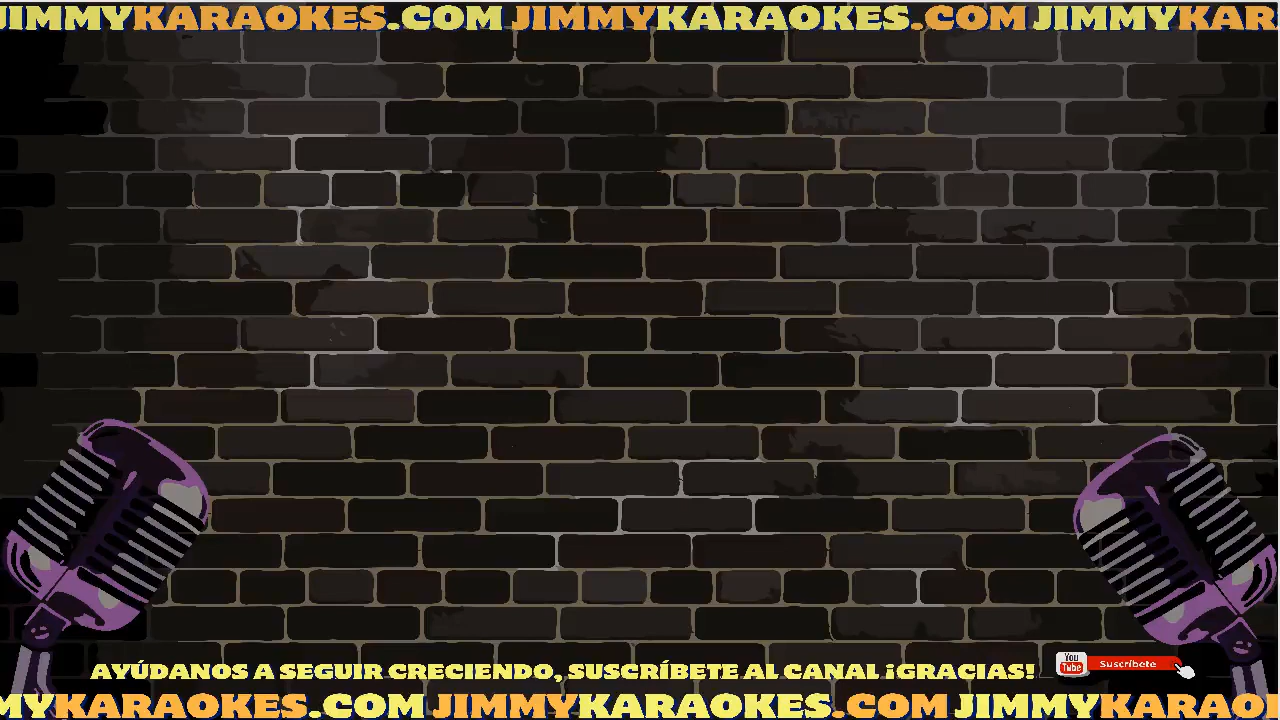 JIMMYKARAOKES.COM JIMMYKARAOKES.COM JIMMYKAR
AYÚDANOS A SEGUIR CRECIENDO, SUSCRÍBETE AL CANAL ¡GRACIAS!
You Tube Suscríbete
MYKARAOKES.COM JIMMYKARAOKES.COM JIMMYKARAOK